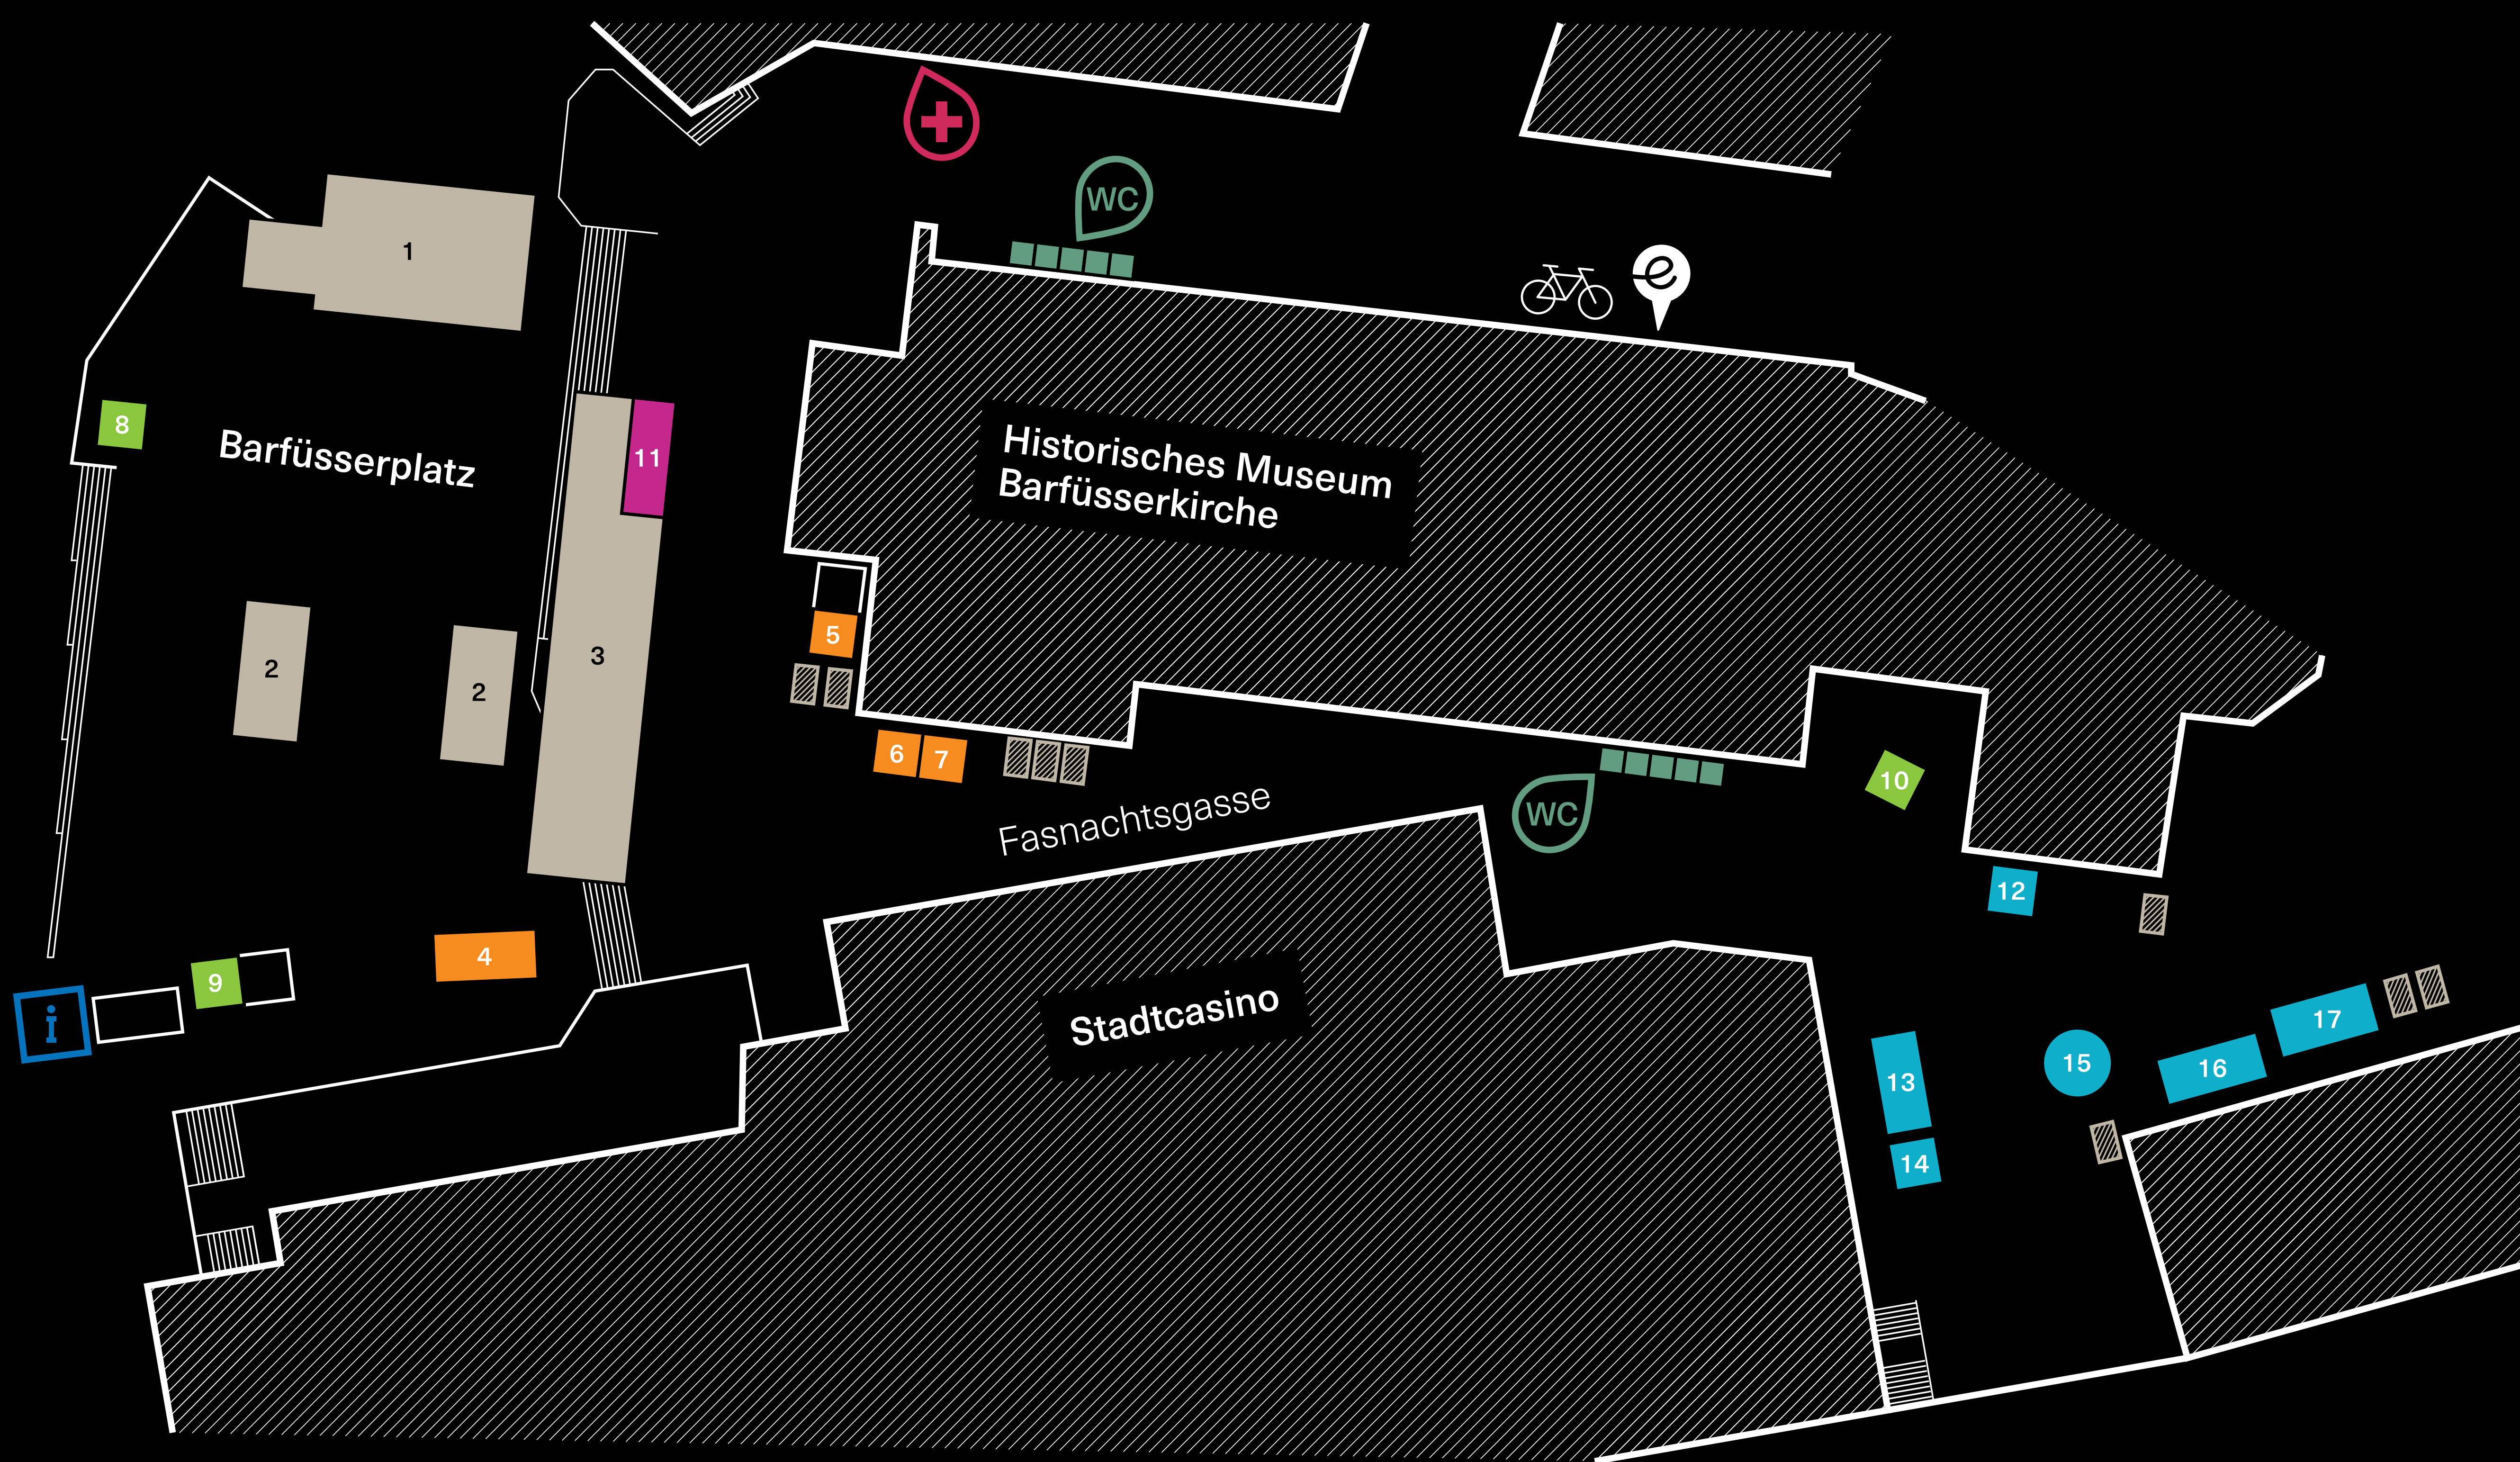 WC
1
e
8
Barfüsserplatz
11
Historisches Museum
Barfüsserkirche
5
3
2
2
6
7
10
WC
Fasnachtsgasse
12
4
9
i
Stadtcasino
17
15
16
13
14